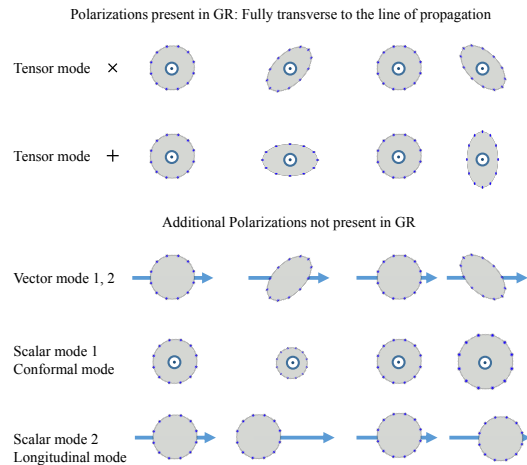 Polarizations present in GR: Fully transverse to the line of propagation
Tensor mode ×
Tensor mode +
Additional Polarizations not present in GR
Vector mode 1, 2
Scalar mode 1
Conformal mode
Scalar mode 2
Longitudinal mode